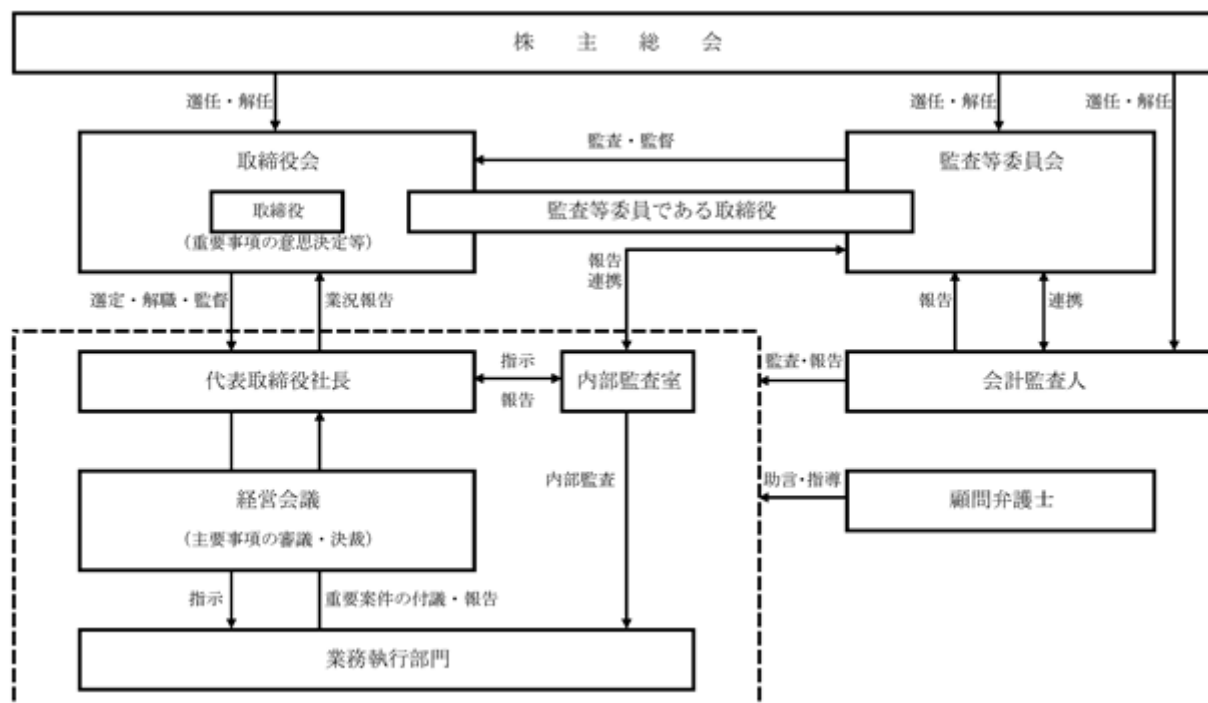 株主総会
選任・解任
選任・解任
選任・解任
取締役会
監査・監督
監査等委員会
取締役
監査等委員である取締役
(重要事項の意思決定等)
報告
連携
選定・解職・監督
業況報告
報告
連携
代表取締役社長
指示
報告
内部監査室
監査・報告
会計監査人
経営会議
(主要事項の審議・決裁)
内部監査
助言・指導
顧問弁護士
指示
重要案件の付議・報告
業務執行部門